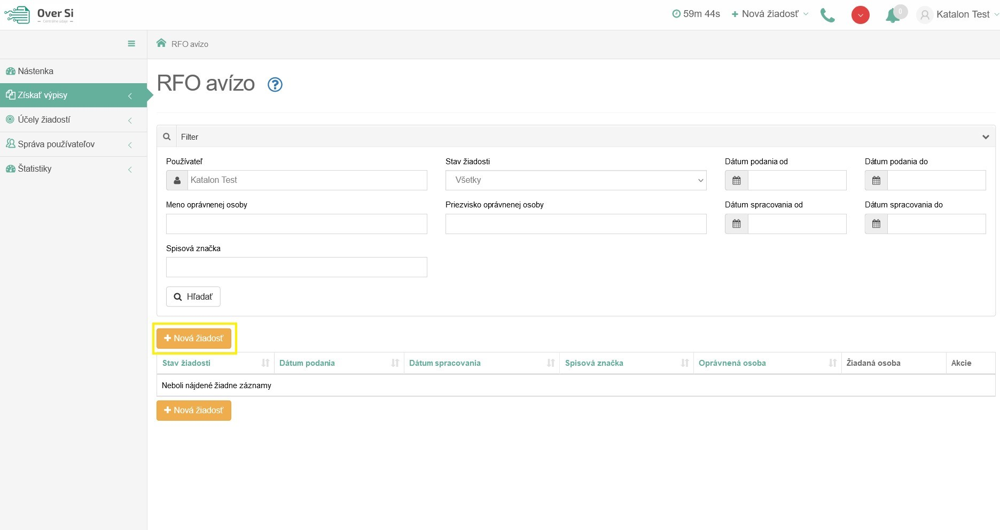 Over Si
Centrálne údaje
59m 44s
Nová žiadosť
0
Katalon Test
RFO avízo
Nástenka
Získať výpisy
Účely žiadostí
Správa používateľov
Štatistiky
RFO avízo
Filter
Používateľ
Stav žiadosti
Dátum podania od
Dátum podania do
Katalon Test
Všetky
Meno oprávnenej osoby
Priezvisko oprávnenej osoby
Dátum spracovania od
Dátum spracovania do
Spisová značka
Hľadať
Nová žiadosť
Stav žiadosti Dátum podania Dátum spracovania Spisová značka Oprávnená osoba Žiadaná osoba Akcie
Neboli nájdené žiadne záznamy
Nová žiadosť